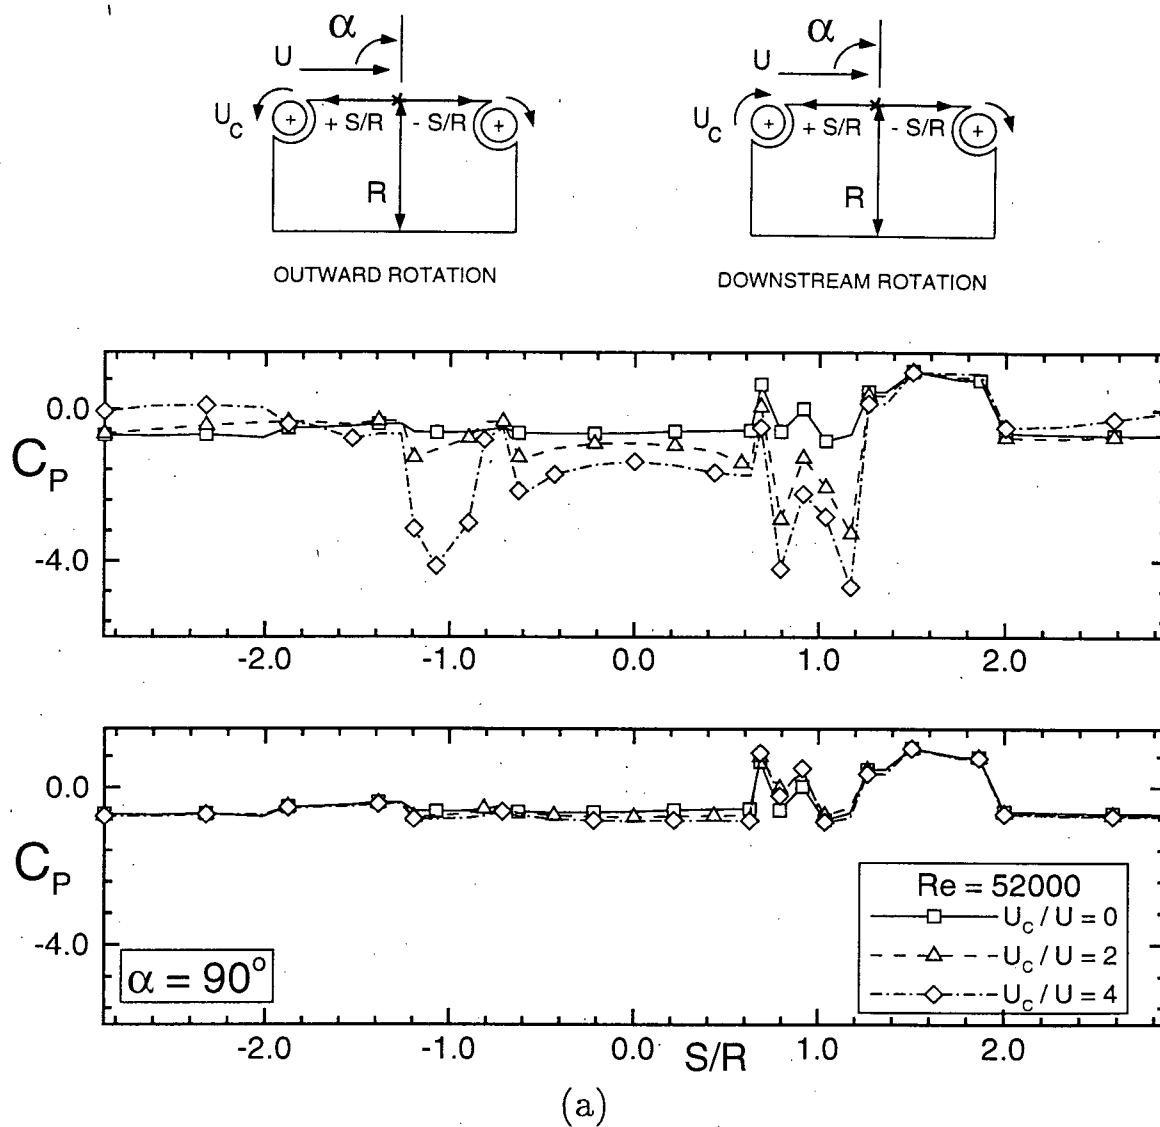 α α
U U
U_C + S/R - S/R U_C + S/R - S/R
R R
OUTWARD ROTATION DOWNSTREAM ROTATION
0.0
C_P
-4.0
-2.0 -1.0 0.0 1.0 2.0
0.0
C_P
-4.0
Re = 52000
U_C / U = 0
U_C / U = 2
U_C / U = 4
α = 90°
-2.0 -1.0 0.0 S/R 1.0 2.0
(a)